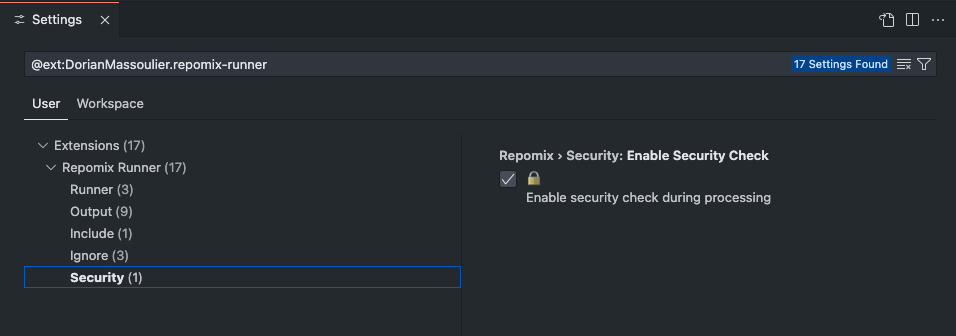 Settings
@ext:DorianMassoulier.repomix-runner
17 Settings Found
User Workspace
Extensions (17)
Repomix Runner (17)
Runner (3)
Output (9)
Include (1)
Ignore (3)
Security (1)
Repomix › Security: Enable Security Check
Enable security check during processing